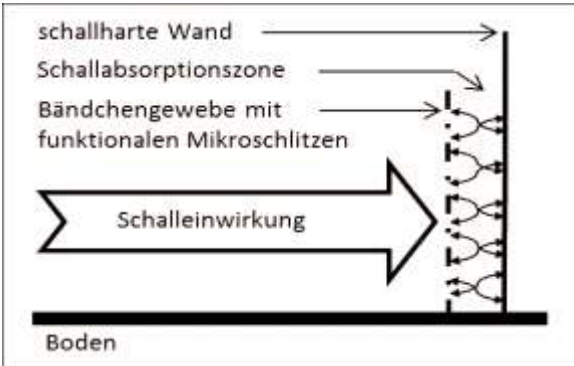 schallharte Wand
Schallabsorptionszone
Bändchengewebe mit
funktionalen Mikroschlitzen
Schalleinwirkung
Boden